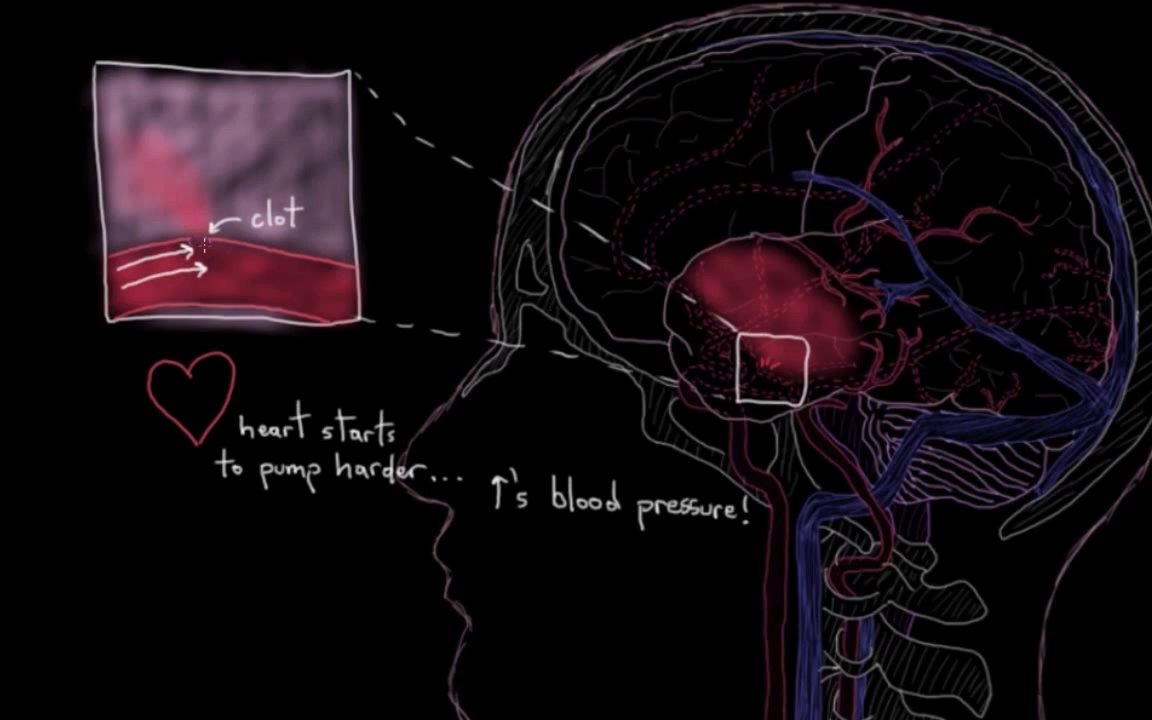 clot
heart starts
to pump harder...
↑'s blood pressure!